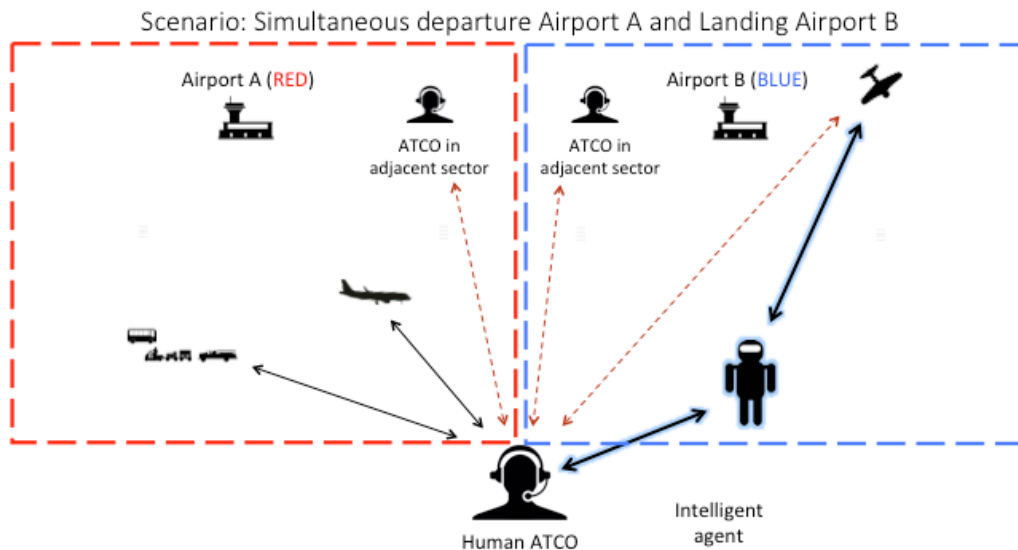 Scenario: Simultaneous departure Airport A and Landing Airport B
Airport A (RED)
Airport B (BLUE)
ATCO in
adjacent sector
ATCO in
adjacent sector
Human ATCO
Intelligent
agent